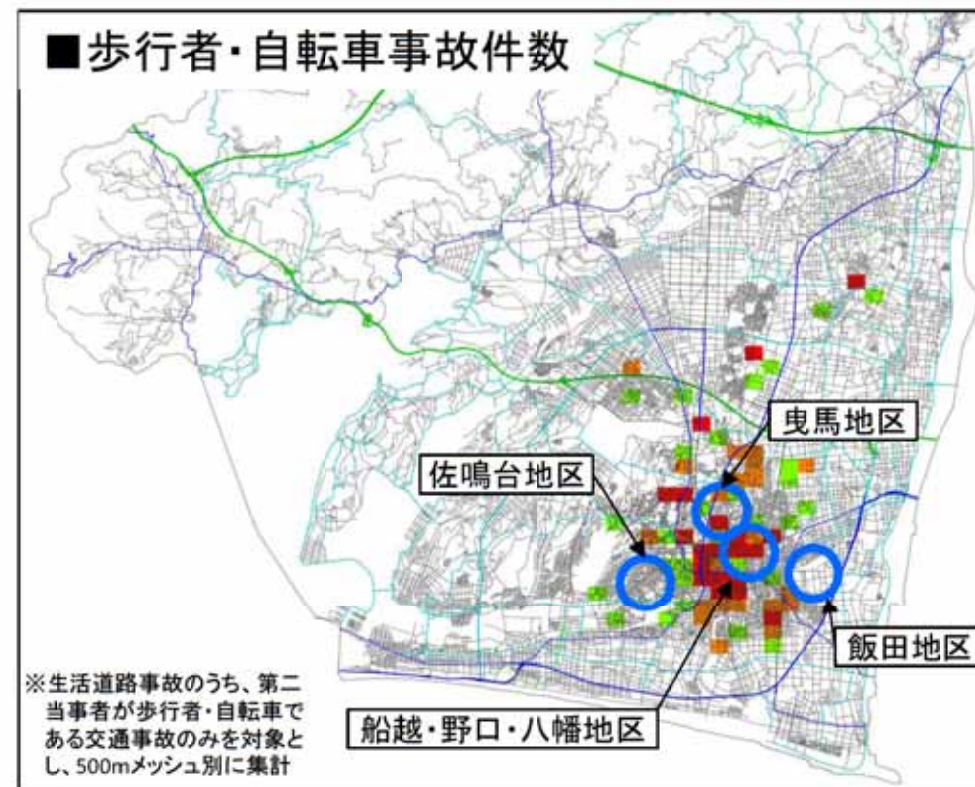 ■歩行者・自転車事故件数
曳馬地区
佐鳴台地区
飯田地区
船越・野口・八幡地区
※生活道路事故のうち、第二
当事者が歩行者・自転車で
ある交通事故のみを対象と
し、500mメッシュ別に集計